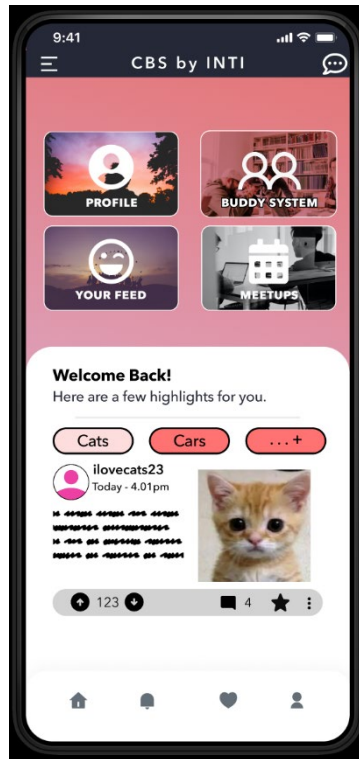 9:41
CBS by INTI
PROFILE
BUDDY SYSTEM
YOUR FEED
MEETUPS
Welcome Back!
Here are a few highlights for you.
Cats
Cars
...+
ilovecats23
Today - 4.01pm
123
4